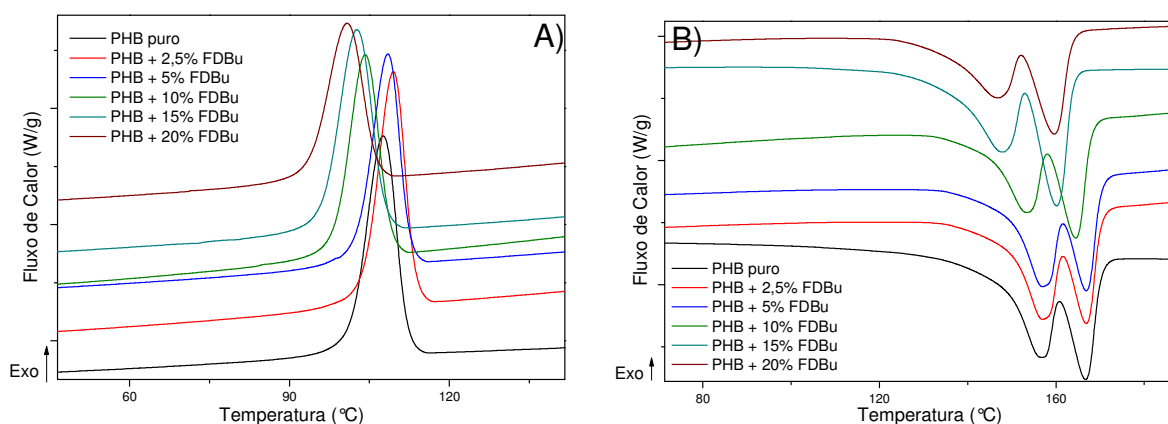 A)
PHB puro
PHB + 2,5% FDBu
PHB + 5% FDBu
PHB + 10% FDBu
PHB + 15% FDBu
PHB + 20% FDBu
Fluxo de Calor (W/g)
Exo
60
90
120
Temperatura (°C)
B)
Fluxo de Calor (W/g)
PHB puro
PHB + 2,5% FDBu
PHB + 5% FDBu
PHB + 10% FDBu
PHB + 15% FDBu
PHB + 20% FDBu
Exo
80
120
160
Temperatura (°C)